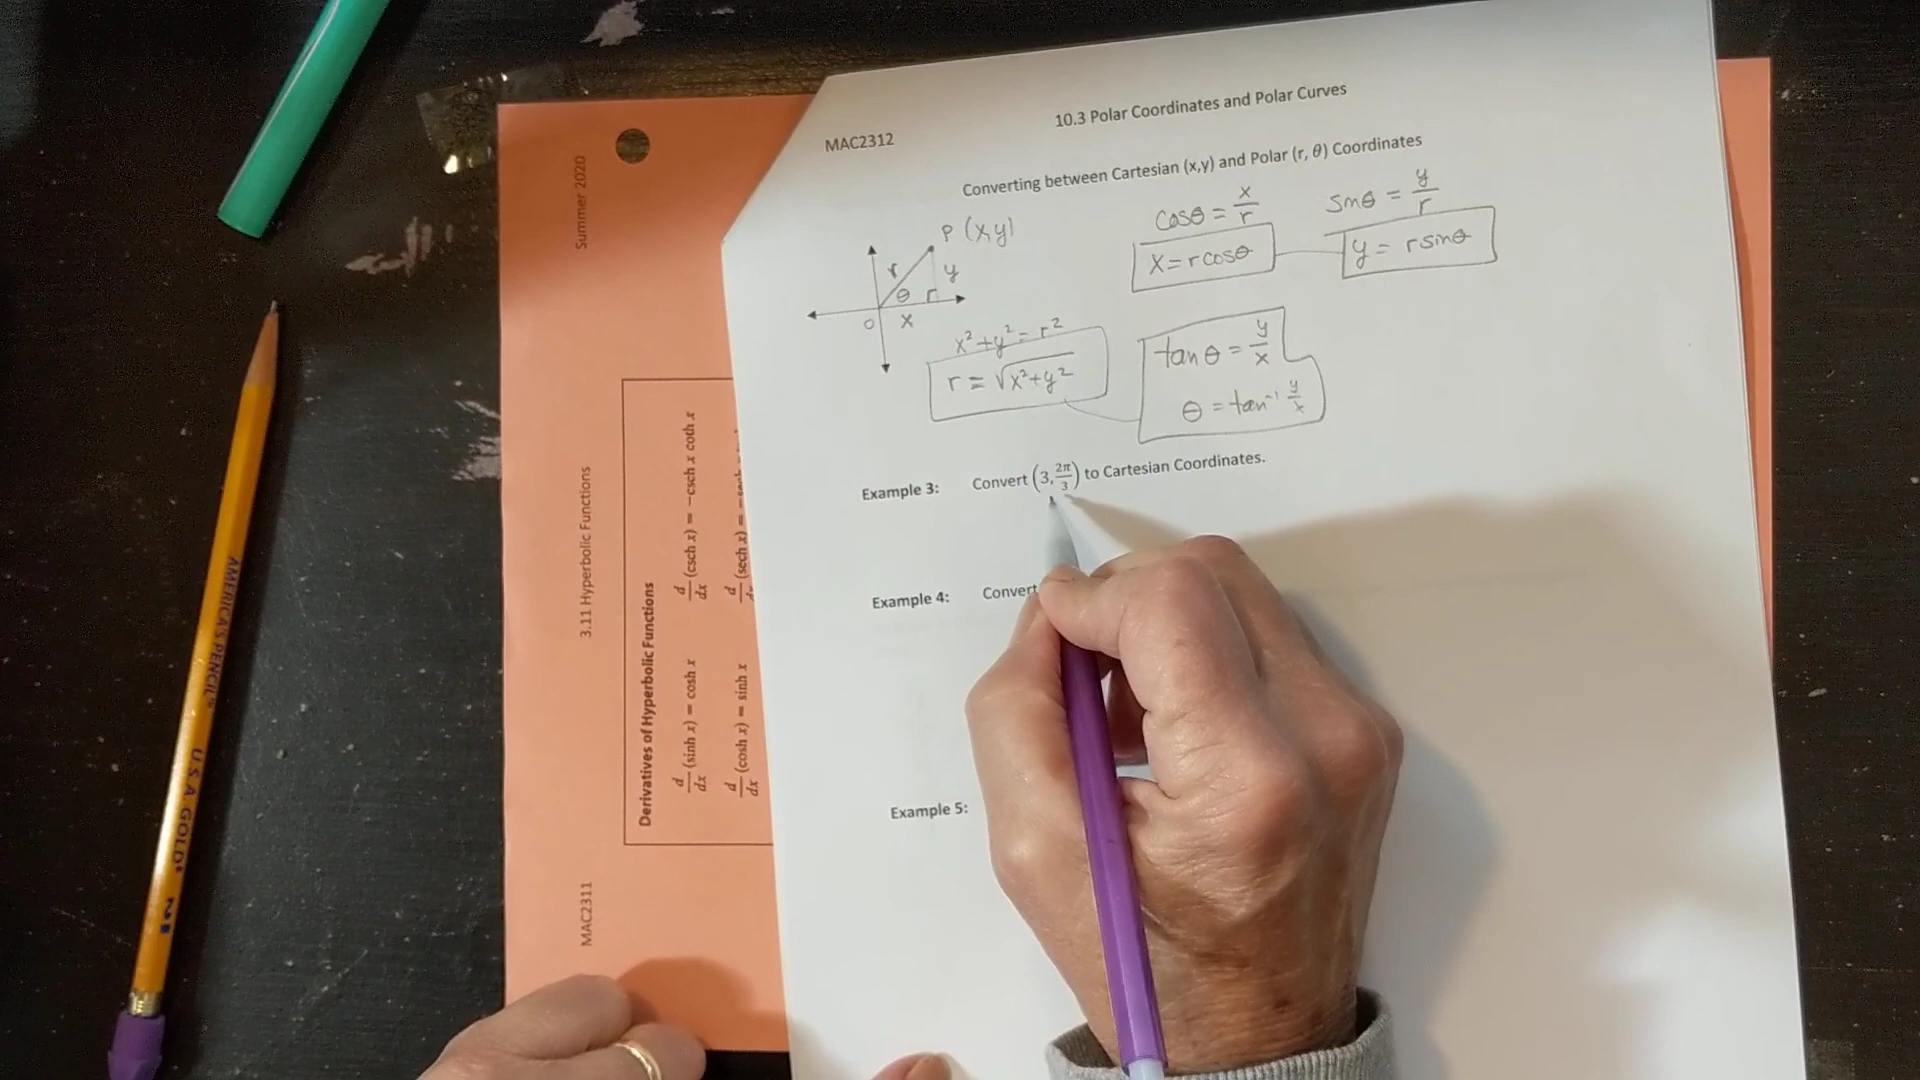 MAC2312
10.3 Polar Coordinates and Polar Curves
Converting between Cartesian (x,y) and Polar (r, θ) Coordinates
P (x,y)
r
y
θ
O
x
cosθ = x/r
sinθ = y/r
x = r cosθ
y = r sinθ
x² + y² = r²
r = √x²+y²
tan θ = y/x
θ = tan⁻¹ y/x
Example 3: Convert (3, 2π/3) to Cartesian Coordinates.
Example 4: Convert
Example 5:
Summer 2020
3.11 Hyperbolic Functions
MAC2311
Derivatives of Hyperbolic Functions
d/dx (sinh x) = cosh x
d/dx (csch x) = −csch x coth x
d/dx (cosh x) = sinh x
d/dx (sech x) = −sech
AMERICA'S PENCIL
U.S.A. GOLD